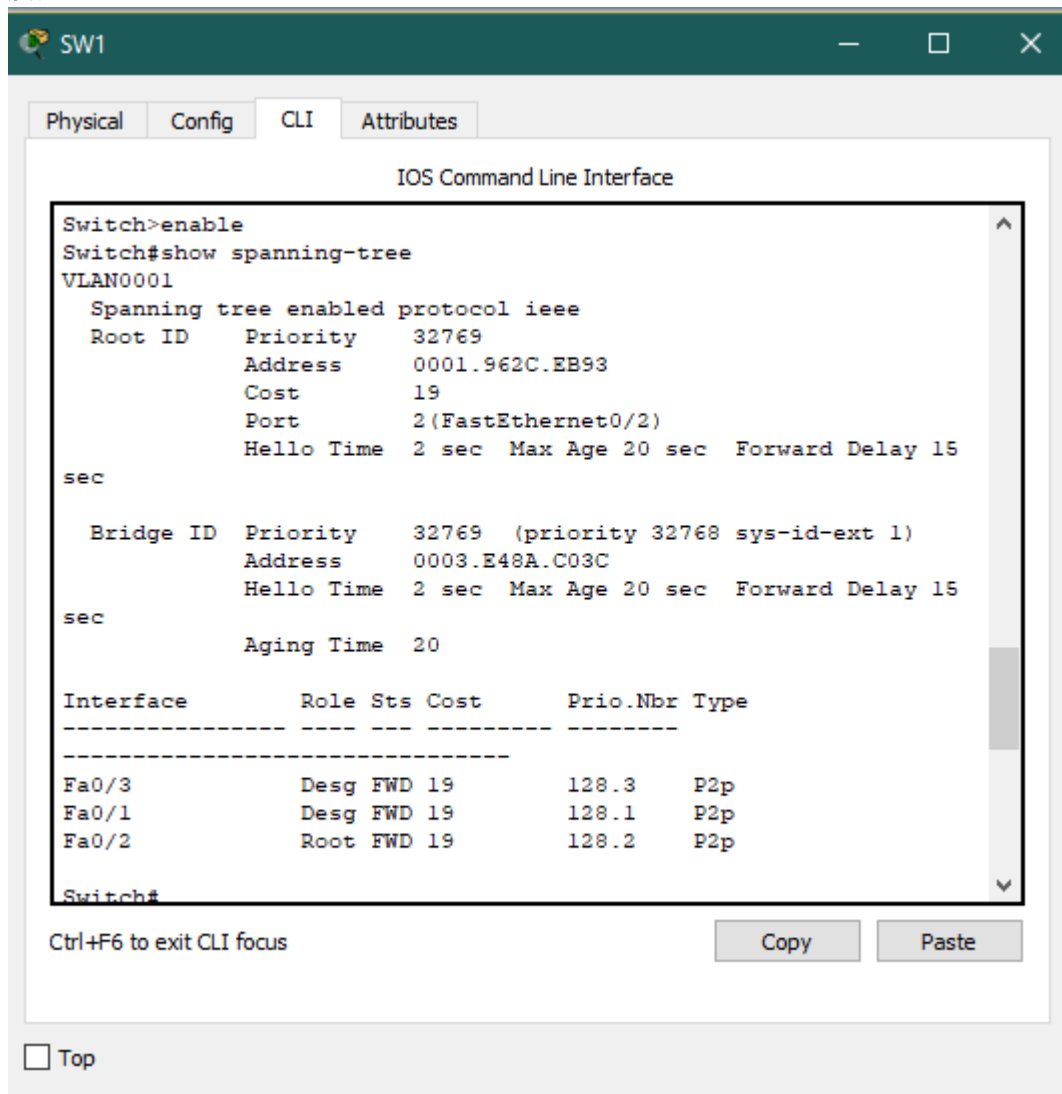 SW1
Physical Config CLI Attributes
IOS Command Line Interface
Switch>enable
Switch#show spanning-tree
VLAN0001
  Spanning tree enabled protocol ieee
  Root ID    Priority    32769
             Address     0001.962C.EB93
             Cost        19
             Port        2(FastEthernet0/2)
             Hello Time  2 sec  Max Age 20 sec  Forward Delay 15
sec

  Bridge ID  Priority    32769  (priority 32768 sys-id-ext 1)
             Address     0003.E48A.C03C
             Hello Time  2 sec  Max Age 20 sec  Forward Delay 15
sec
             Aging Time  20

Interface        Role Sts Cost      Prio.Nbr Type
---------------- ---- --- --------- --------
--------------------------------
Fa0/3            Desg FWD 19        128.3    P2p
Fa0/1            Desg FWD 19        128.1    P2p
Fa0/2            Root FWD 19        128.2    P2p

Switch#
Ctrl+F6 to exit CLI focus
Copy
Paste
Top